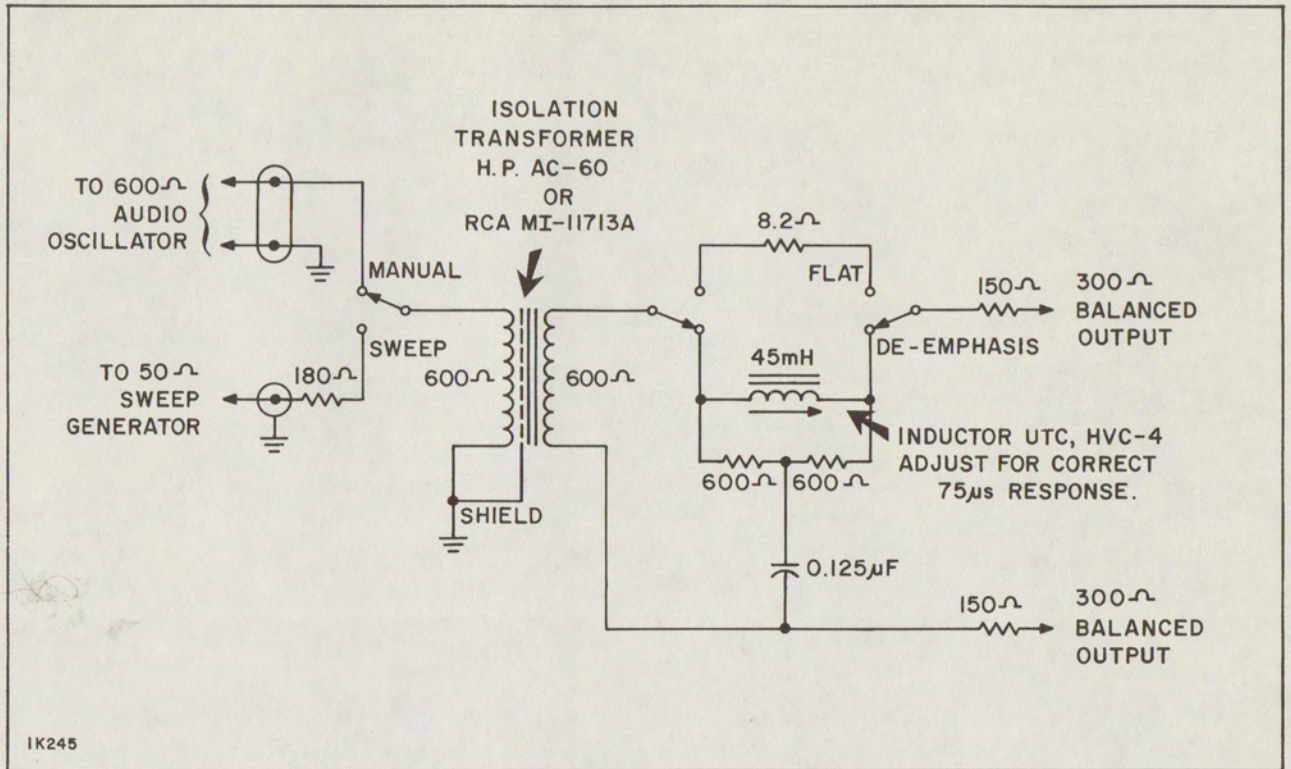 ISOLATION
TRANSFORMER
H.P. AC-60
OR
RCA MI-11713A
TO 600Ω
AUDIO
OSCILLATOR
MANUAL
SWEEP
TO 50Ω
SWEEP
GENERATOR
180Ω
600Ω
600Ω
SHIELD
8.2Ω
FLAT
DE-EMPHASIS
150Ω
300Ω
BALANCED
OUTPUT
45mH
INDUCTOR UTC, HVC-4
ADJUST FOR CORRECT
75µs RESPONSE.
600Ω
600Ω
0.125µF
150Ω
300Ω
BALANCED
OUTPUT
1K245